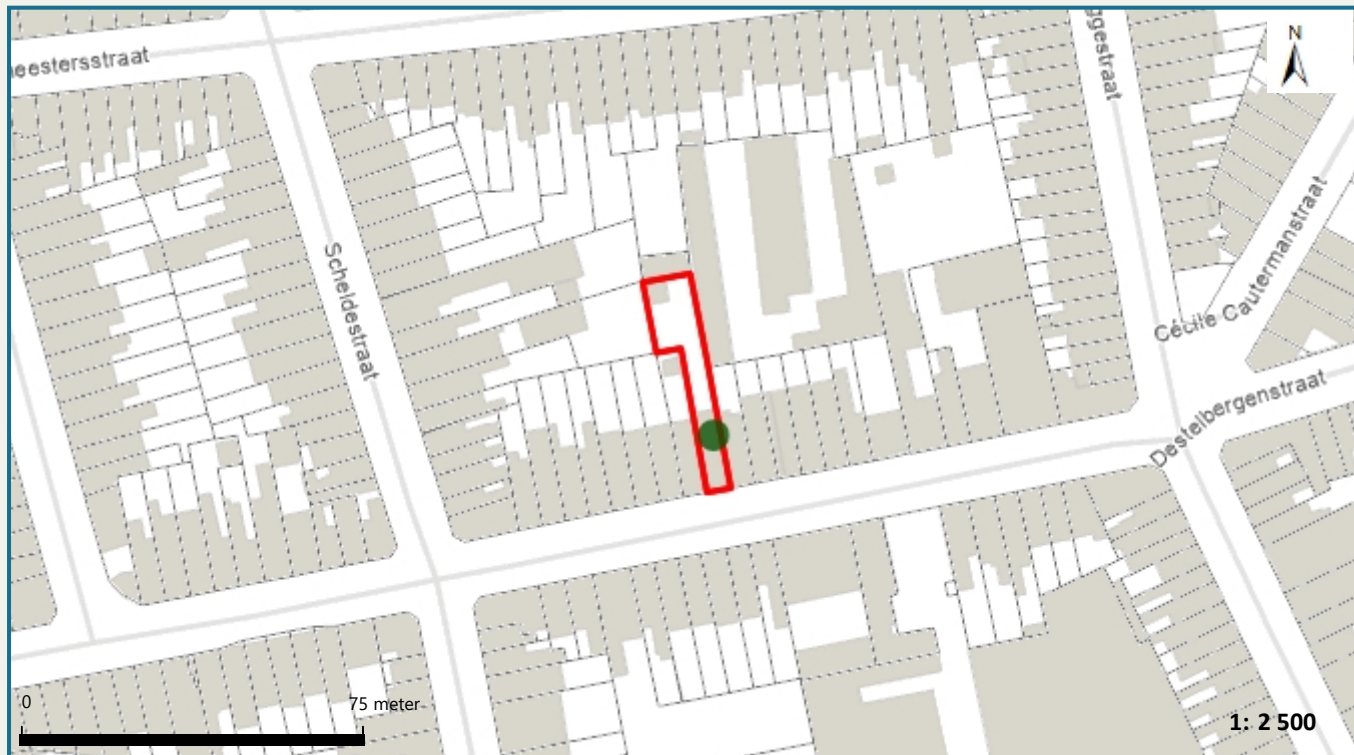 eestersstraat
N
ggestraat
Scheldestraat
Cécile Cautermanstraat
Destelbergenstraat
0
75 meter
1: 2 500